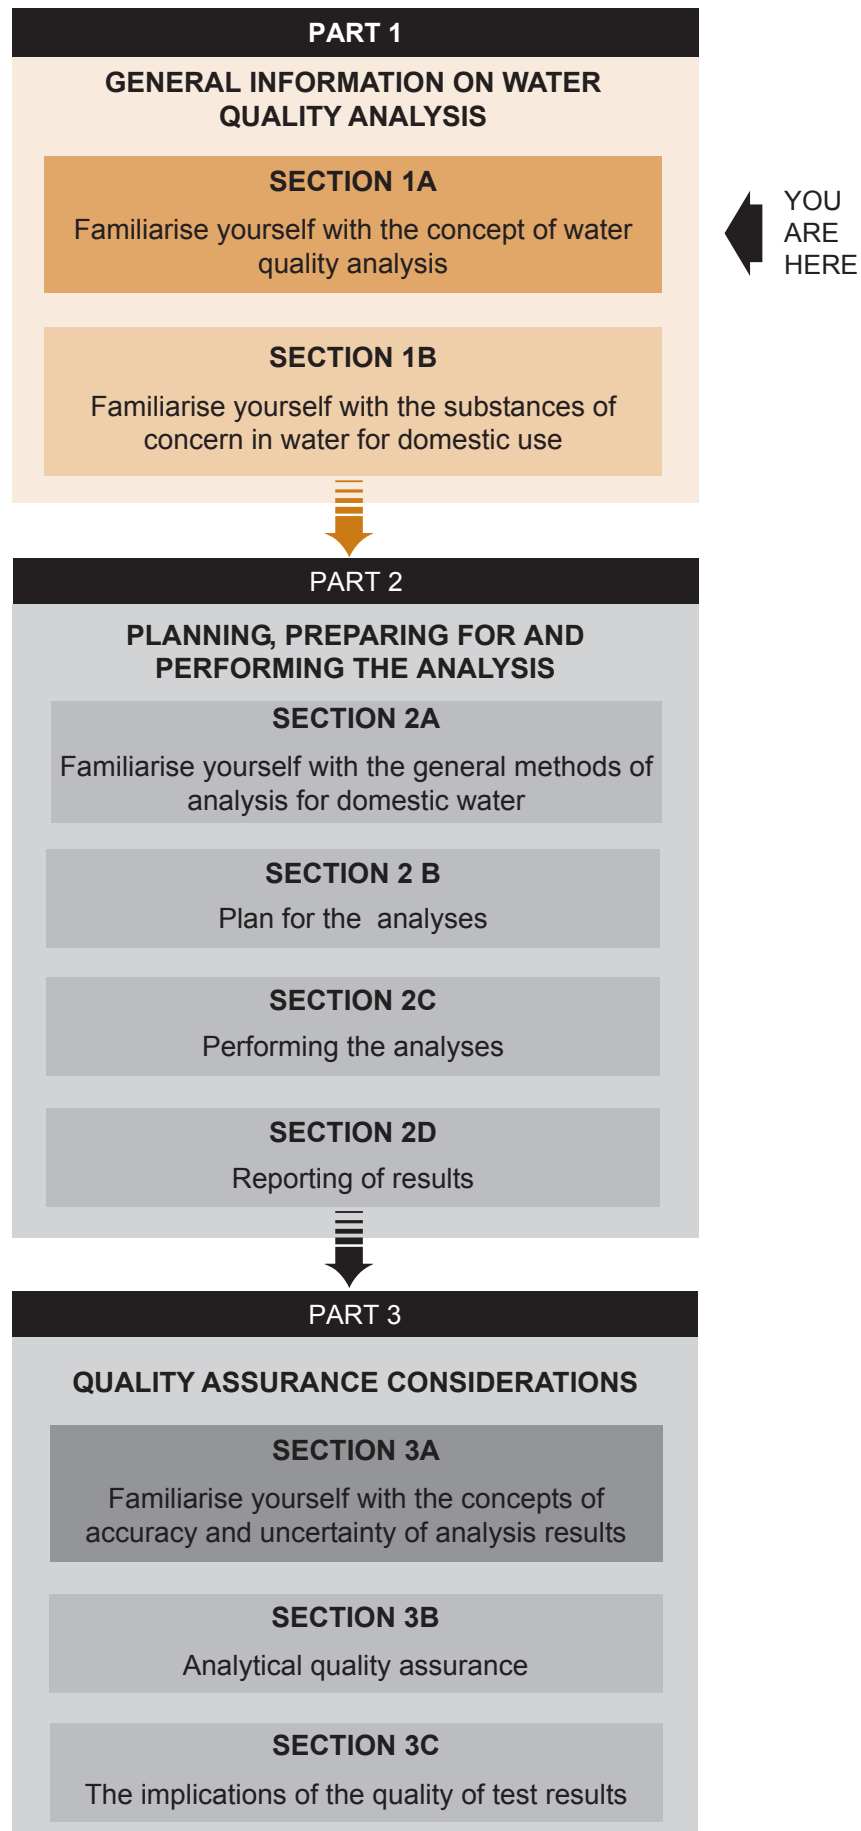 PART 1
GENERAL INFORMATION ON WATER
QUALITY ANALYSIS
SECTION 1A
Familiarise yourself with the concept of water
quality analysis
YOU
ARE
HERE
SECTION 1B
Familiarise yourself with the substances of
concern in water for domestic use
PART 2
PLANNING, PREPARING FOR AND
PERFORMING THE ANALYSIS
SECTION 2A
Familiarise yourself with the general methods of
analysis for domestic water
SECTION 2 B
Plan for the  analyses
SECTION 2C
Performing the analyses
SECTION 2D
Reporting of results
PART 3
QUALITY ASSURANCE CONSIDERATIONS
SECTION 3A
Familiarise yourself with the concepts of
accuracy and uncertainty of analysis results
SECTION 3B
Analytical quality assurance
SECTION 3C
The implications of the quality of test results